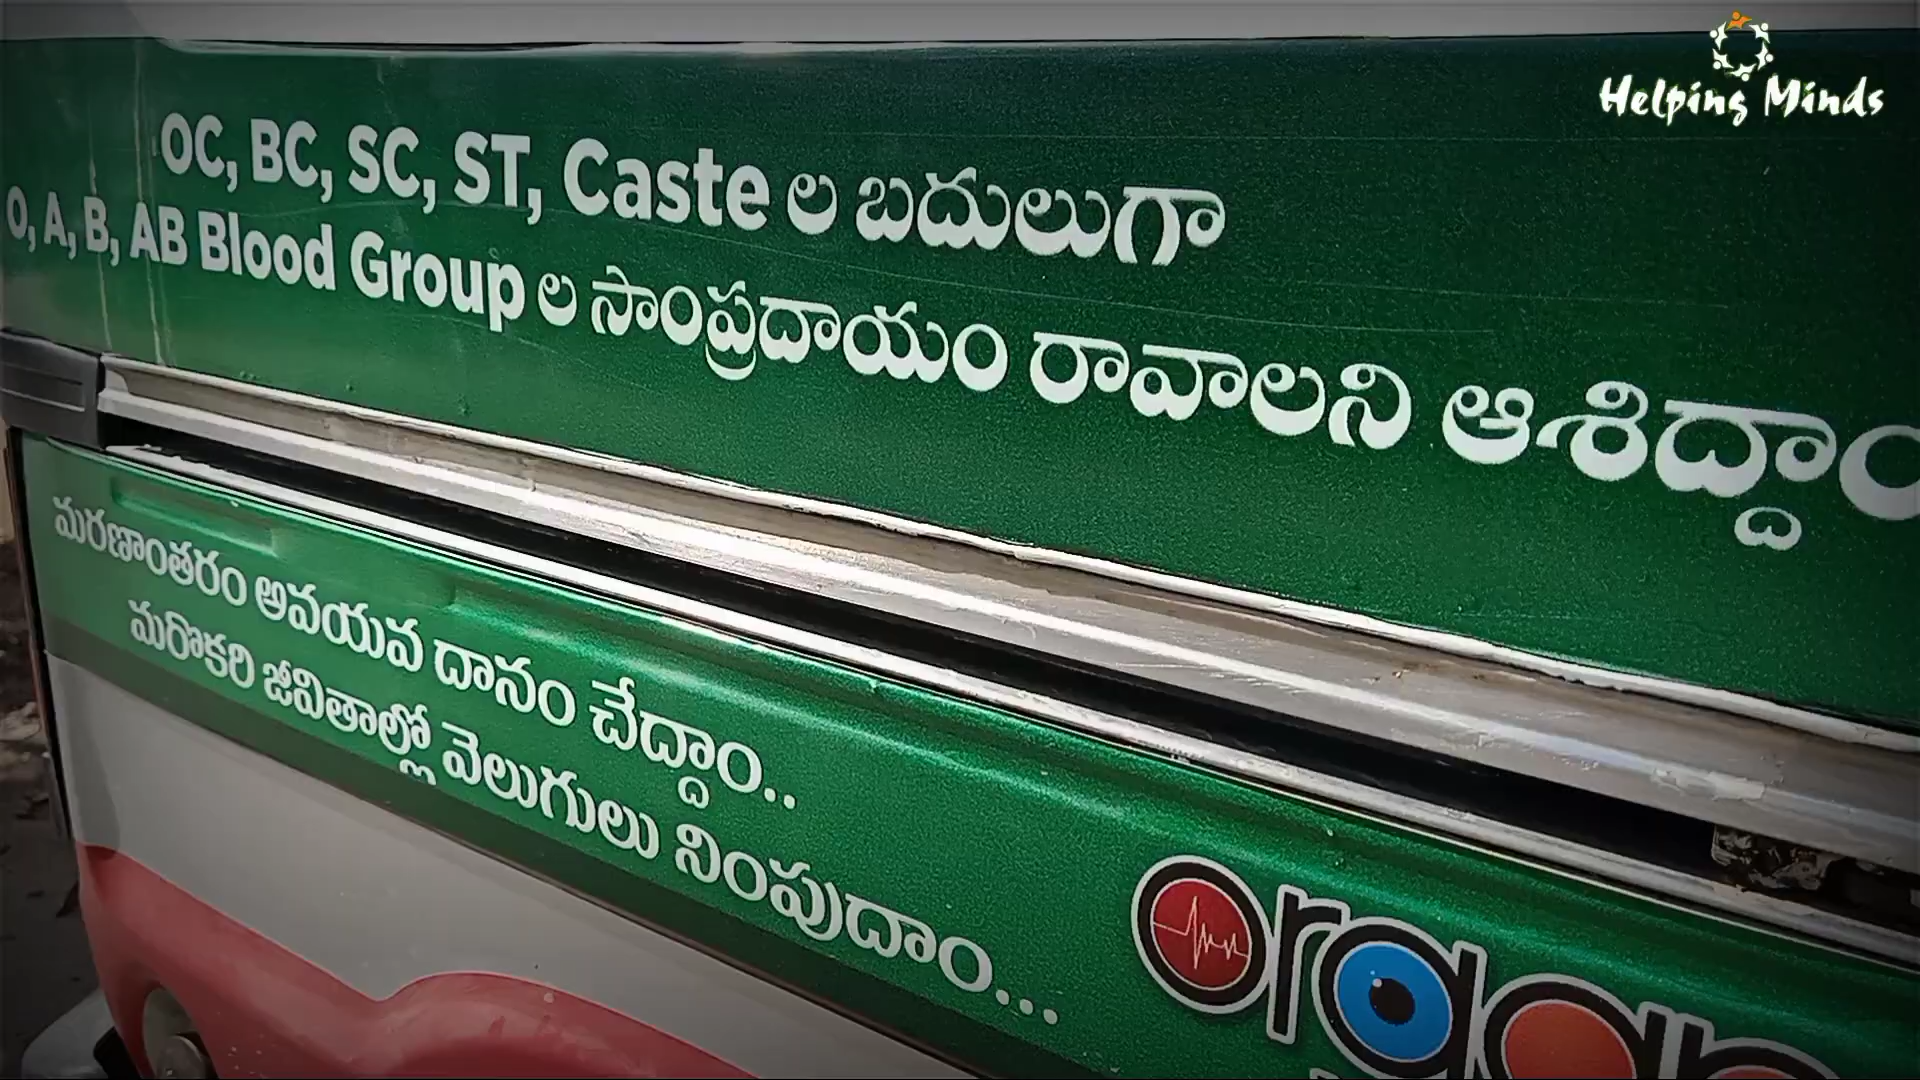 Helping Minds
OC, BC, SC, ST, Caste ల బదులుగా
O, A, B, AB Blood Group ల సాంప్రదాయం రావాలని ఆశిద్దాం
మరణాంతరం అవయవ దానం చేద్దాం..
మరొకరి జీవితాల్లో వెలుగులు నింపుదాం...
organ